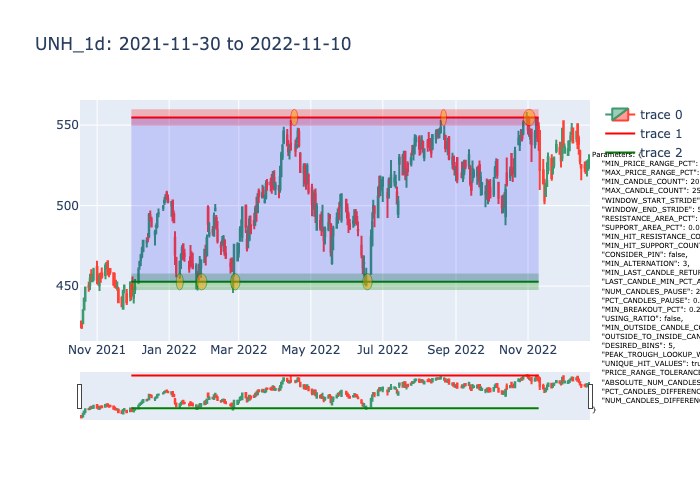 UNH_1d: 2021-11-30 to 2022-11-10
trace 0
trace 1
trace 2
550
500
450
Nov 2021
Jan 2022
Mar 2022
May 2022
Jul 2022
Sep 2022
Nov 2022
Parameters: {
"MIN_PRICE_RANGE_PCT":
"MAX_PRICE_RANGE_PCT":
"MIN_CANDLE_COUNT": 20
"MAX_CANDLE_COUNT": 25
"WINDOW_START_STRIDE"
"WINDOW_END_STRIDE": 5
"RESISTANCE_AREA_PCT":
"SUPPORT_AREA_PCT": 0.0
"MIN_HIT_RESISTANCE_CO
"MIN_HIT_SUPPORT_COUN
"CONSIDER_PIN": false,
"MIN_ALTERNATION": 3,
"MIN_LAST_CANDLE_RETUR
"LAST_CANDLE_MIN_PCT_A
"NUM_CANDLES_PAUSE": 2
"PCT_CANDLES_PAUSE": 0.
"MIN_BREAKOUT_PCT": 0.2
"USING_RATIO": false,
"MIN_OUTSIDE_CANDLE_CO
"OUTSIDE_TO_INSIDE_CAN
"DESIRED_BINS": 5,
"PEAK_TROUGH_LOOKUP_W
"UNIQUE_HIT_VALUES": tru
"PRICE_RANGE_TOLERANC
"ABSOLUTE_NUM_CANDLES
"PCT_CANDLES_DIFFERENC
"NUM_CANDLES_DIFFEREN
}